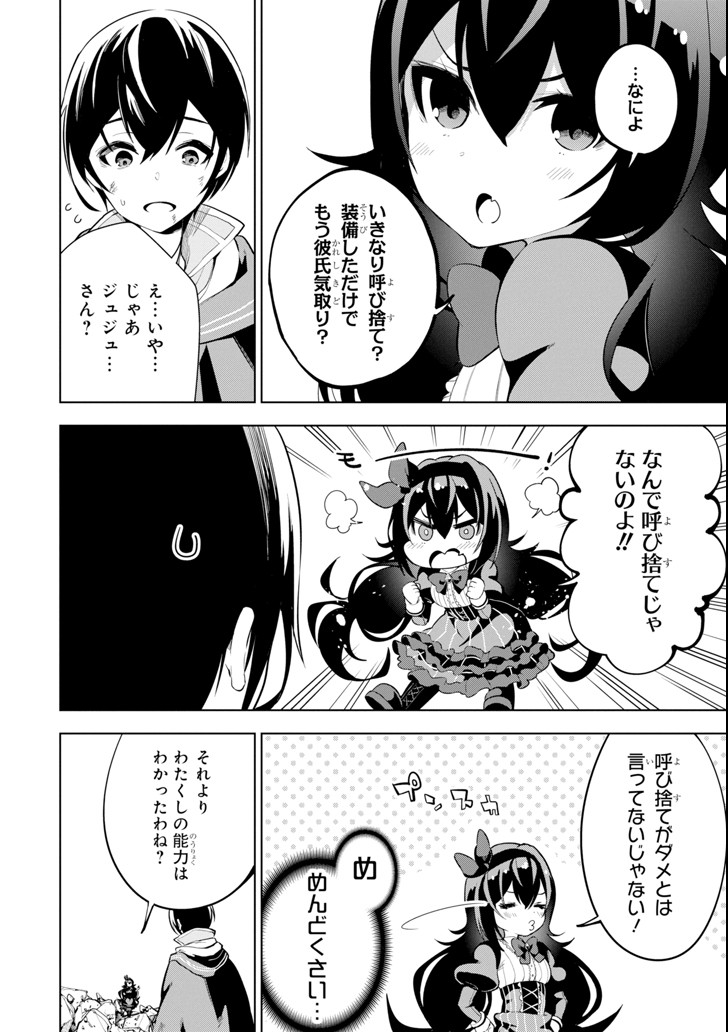 …なによ
いきなり呼び捨て？
装備しただけで
もう彼氏気取り？
え…いや…
じゃあ
ジュジュ…
さん？
なんで呼び捨てじゃ
ないのよ!!
モー
呼び捨てがダメとは
言ってないじゃない！
プンスカ
め
めんどくさい…
それより
わたくしの能力は
わかったわね？